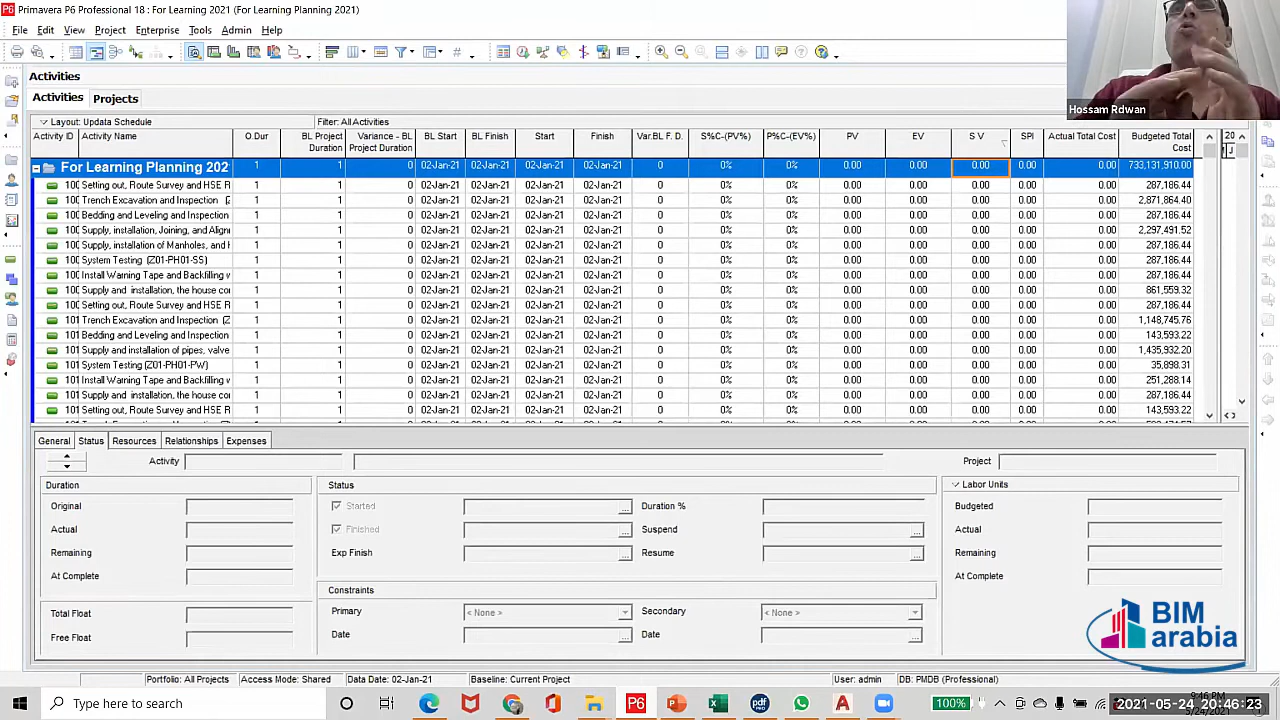 Primavera P6 Professional 18 : For Learning 2021 (For Learning Planning 2021)
File Edit View Project Enterprise Tools Admin Help
Hossam Rdwan
Activities
Activities Projects
Layout: Updata Schedule Filter: All Activities
Activity ID Activity Name O.Dur BL Project Duration Variance - BL Project Duration BL Start BL Finish Start Finish Var.BL F. D. S%C-(PV%) P%C-(EV%) PV EV S V SPI Actual Total Cost Budgeted Total Cost 20
For Learning Planning 202 1 1 0 02-Jan-21 02-Jan-21 02-Jan-21 02-Jan-21 0 0% 0% 0.00 0.00 0.00 0.00 0.00 733,131,910.00
100 Setting out, Route Survey and HSE R 1 1 0 02-Jan-21 02-Jan-21 02-Jan-21 02-Jan-21 0 0% 0% 0.00 0.00 0.00 0.00 0.00 287,186.44
100 Trench Excavation and Inspection (Z 1 1 0 02-Jan-21 02-Jan-21 02-Jan-21 02-Jan-21 0 0% 0% 0.00 0.00 0.00 0.00 0.00 2,871,864.40
100 Bedding and Leveling and Inspection 1 1 0 02-Jan-21 02-Jan-21 02-Jan-21 02-Jan-21 0 0% 0% 0.00 0.00 0.00 0.00 0.00 287,186.44
100 Supply, installation, Joining, and Align 1 1 0 02-Jan-21 02-Jan-21 02-Jan-21 02-Jan-21 0 0% 0% 0.00 0.00 0.00 0.00 0.00 2,297,491.52
100 Supply, installation of Manholes, and H 1 1 0 02-Jan-21 02-Jan-21 02-Jan-21 02-Jan-21 0 0% 0% 0.00 0.00 0.00 0.00 0.00 287,186.44
100 System Testing (Z01-PH01-SS) 1 1 0 02-Jan-21 02-Jan-21 02-Jan-21 02-Jan-21 0 0% 0% 0.00 0.00 0.00 0.00 0.00 287,186.44
100 Install Warning Tape and Backfilling w 1 1 0 02-Jan-21 02-Jan-21 02-Jan-21 02-Jan-21 0 0% 0% 0.00 0.00 0.00 0.00 0.00 287,186.44
100 Supply and installation, the house cor 1 1 0 02-Jan-21 02-Jan-21 02-Jan-21 02-Jan-21 0 0% 0% 0.00 0.00 0.00 0.00 0.00 861,559.32
100 Setting out, Route Survey and HSE R 1 1 0 02-Jan-21 02-Jan-21 02-Jan-21 02-Jan-21 0 0% 0% 0.00 0.00 0.00 0.00 0.00 287,186.44
101 Trench Excavation and Inspection (Z 1 1 0 02-Jan-21 02-Jan-21 02-Jan-21 02-Jan-21 0 0% 0% 0.00 0.00 0.00 0.00 0.00 1,148,745.76
101 Bedding and Leveling and Inspection 1 1 0 02-Jan-21 02-Jan-21 02-Jan-21 02-Jan-21 0 0% 0% 0.00 0.00 0.00 0.00 0.00 143,593.22
101 Supply and installation of pipes, valve 1 1 0 02-Jan-21 02-Jan-21 02-Jan-21 02-Jan-21 0 0% 0% 0.00 0.00 0.00 0.00 0.00 1,435,932.20
101 System Testing (Z01-PH01-PW) 1 1 0 02-Jan-21 02-Jan-21 02-Jan-21 02-Jan-21 0 0% 0% 0.00 0.00 0.00 0.00 0.00 35,898.31
101 Install Warning Tape and Backfilling w 1 1 0 02-Jan-21 02-Jan-21 02-Jan-21 02-Jan-21 0 0% 0% 0.00 0.00 0.00 0.00 0.00 251,288.14
101 Supply and installation, the house cor 1 1 0 02-Jan-21 02-Jan-21 02-Jan-21 02-Jan-21 0 0% 0% 0.00 0.00 0.00 0.00 0.00 287,186.44
101 Setting out, Route Survey and HSE R 1 1 0 02-Jan-21 02-Jan-21 02-Jan-21 02-Jan-21 0 0% 0% 0.00 0.00 0.00 0.00 0.00 143,593.22
General Status Resources Relationships Expenses
Activity Project
Duration Status Labor Units
Original Started Duration % Budgeted
Actual Finished Suspend Actual
Remaining Exp Finish Resume Remaining
At Complete At Complete
Constraints
Total Float Primary < None > Secondary < None >
Free Float Date Date
BIM
arabia
Portfolio: All Projects Access Mode: Shared Data Date: 02-Jan-21 Baseline: Current Project User: admin DB: PMDB (Professional)
Type here to search P6 100% 2021-05-24 20:46:23